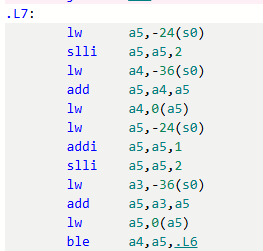 .L7:
lw a5,-24(s0)
slli a5,a5,2
lw a4,-36(s0)
add a5,a4,a5
lw a4,0(a5)
lw a5,-24(s0)
addi a5,a5,1
slli a5,a5,2
lw a3,-36(s0)
add a5,a3,a5
lw a5,0(a5)
ble a4,a5,.L6